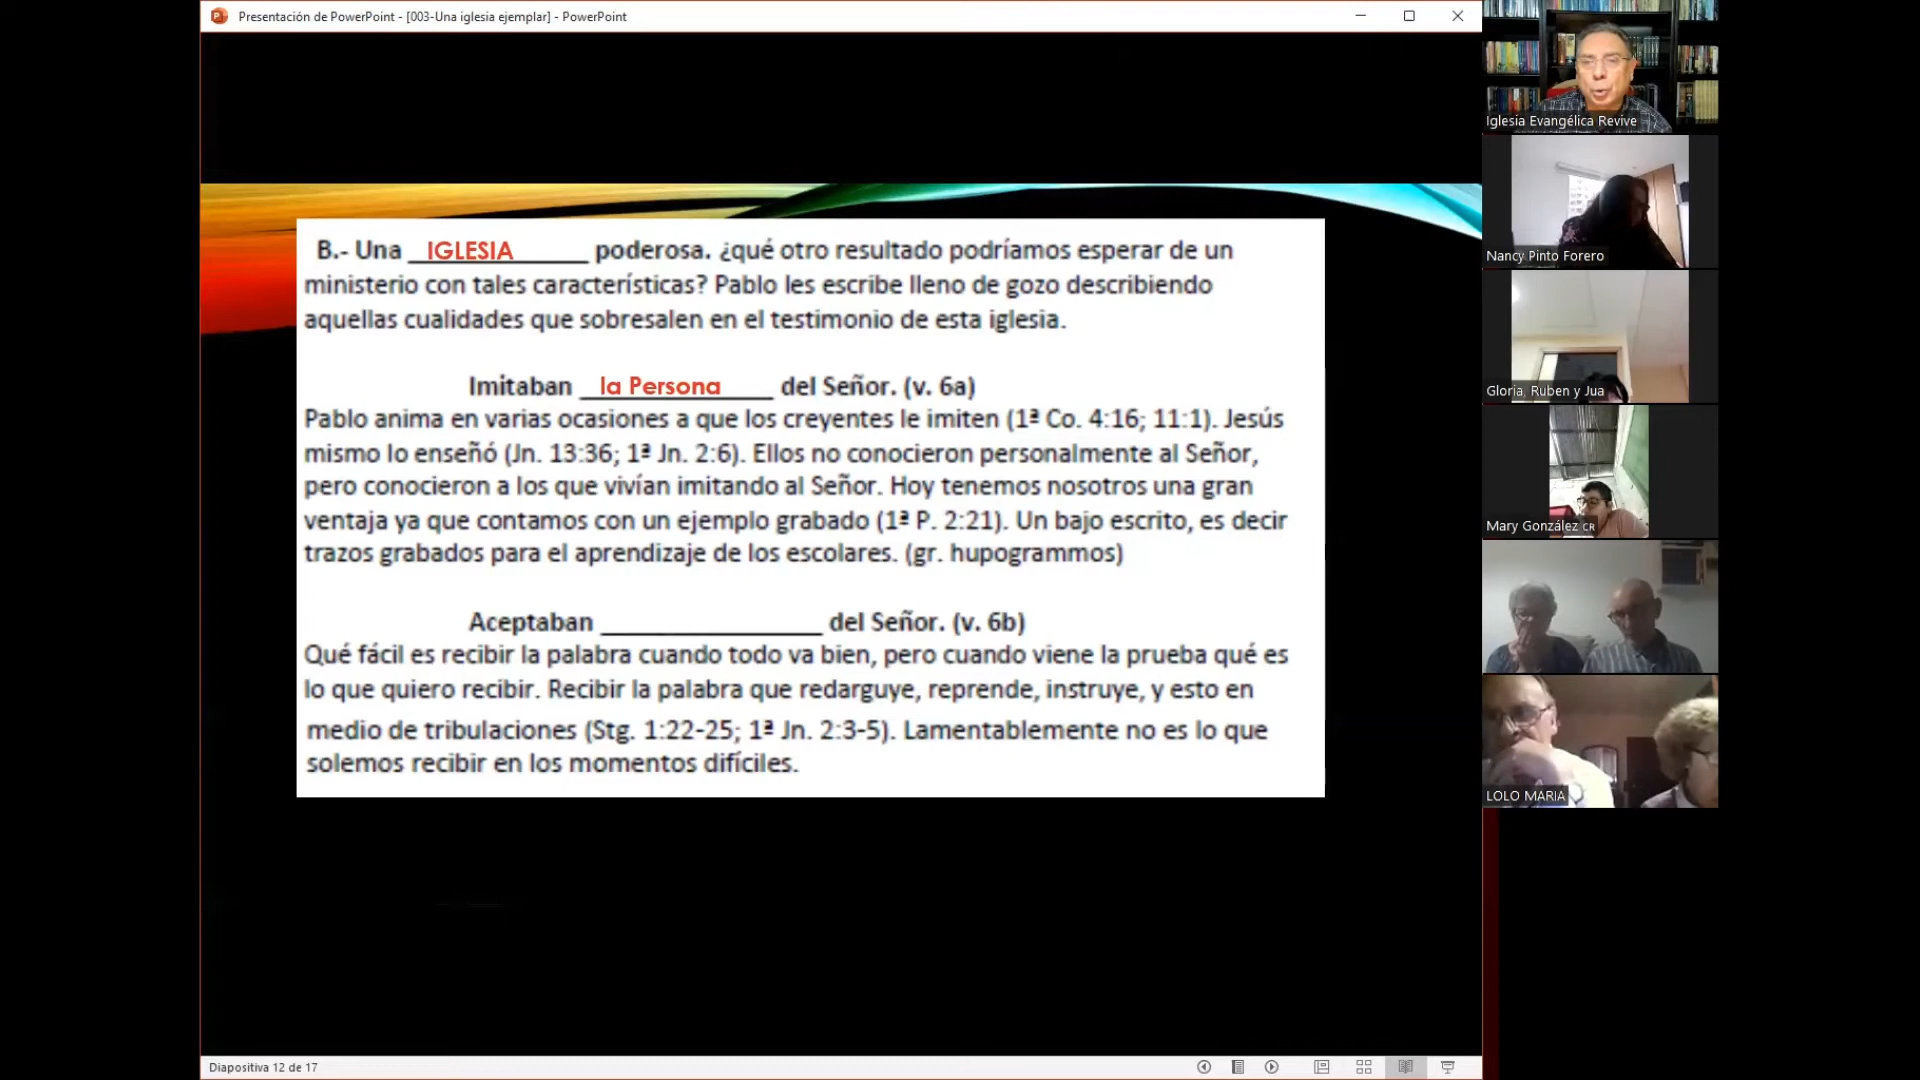 Presentación de PowerPoint - [003-Una iglesia ejemplar] - PowerPoint
B.- Una ___IGLESIA______ poderosa. ¿qué otro resultado podríamos esperar de un
ministerio con tales características? Pablo les escribe lleno de gozo describiendo
aquellas cualidades que sobresalen en el testimonio de esta iglesia.
Imitaban __la Persona____ del Señor. (v. 6a)
Pablo anima en varias ocasiones a que los creyentes le imiten (1ª Co. 4:16; 11:1). Jesús
mismo lo enseñó (Jn. 13:36; 1ª Jn. 2:6). Ellos no conocieron personalmente al Señor,
pero conocieron a los que vivían imitando al Señor. Hoy tenemos nosotros una gran
ventaja ya que contamos con un ejemplo grabado (1ª P. 2:21). Un bajo escrito, es decir
trazos grabados para el aprendizaje de los escolares. (gr. hupogrammos)
Aceptaban ________________ del Señor. (v. 6b)
Qué fácil es recibir la palabra cuando todo va bien, pero cuando viene la prueba qué es
lo que quiero recibir. Recibir la palabra que redarguye, reprende, instruye, y esto en
medio de tribulaciones (Stg. 1:22-25; 1ª Jn. 2:3-5). Lamentablemente no es lo que
solemos recibir en los momentos difíciles.
Diapositiva 12 de 17
Iglesia Evangélica Revive
Nancy Pinto Forero
Gloria, Ruben y Jua
Mary González CR
LOLO MARIA